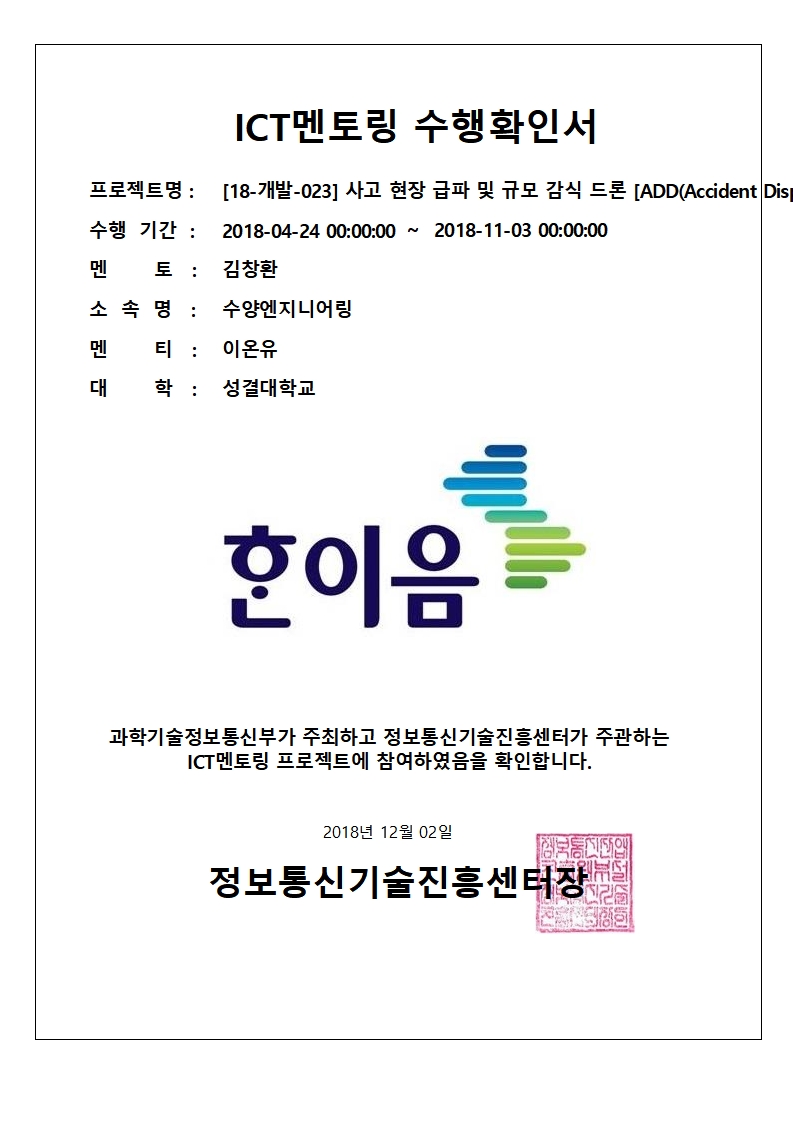 ICT멘토링 수행확인서
프로젝트명 : [18-개발-023] 사고 현장 급파 및 규모 감식 드론 [ADD(Accident Disp
수행 기간 : 2018-04-24 00:00:00 ~ 2018-11-03 00:00:00
멘 토 : 김창환
소 속 명 : 수양엔지니어링
멘 티 : 이온유
대 학 : 성결대학교
한이음
과학기술정보통신부가 주최하고 정보통신기술진흥센터가 주관하는
ICT멘토링 프로젝트에 참여하였음을 확인합니다.
2018년 12월 02일
정보통신기술진흥센터장